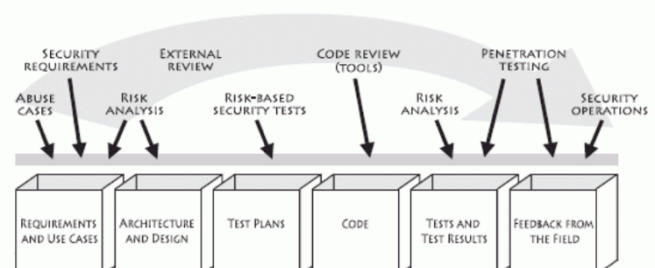 SECURITY
REQUIREMENTS
EXTERNAL
REVIEW
CODE REVIEW
(TOOLS)
PENETRATION
TESTING
ABUSE
CASES
RISK
ANALYSIS
RISK-BASED
SECURITY TESTS
RISK
ANALYSIS
SECURITY
OPERATIONS
REQUIREMENTS
AND USE CASES
ARCHITECTURE
AND DESIGN
TEST PLANS
CODE
TESTS AND
TEST RESULTS
FEEDBACK FROM
THE FIELD